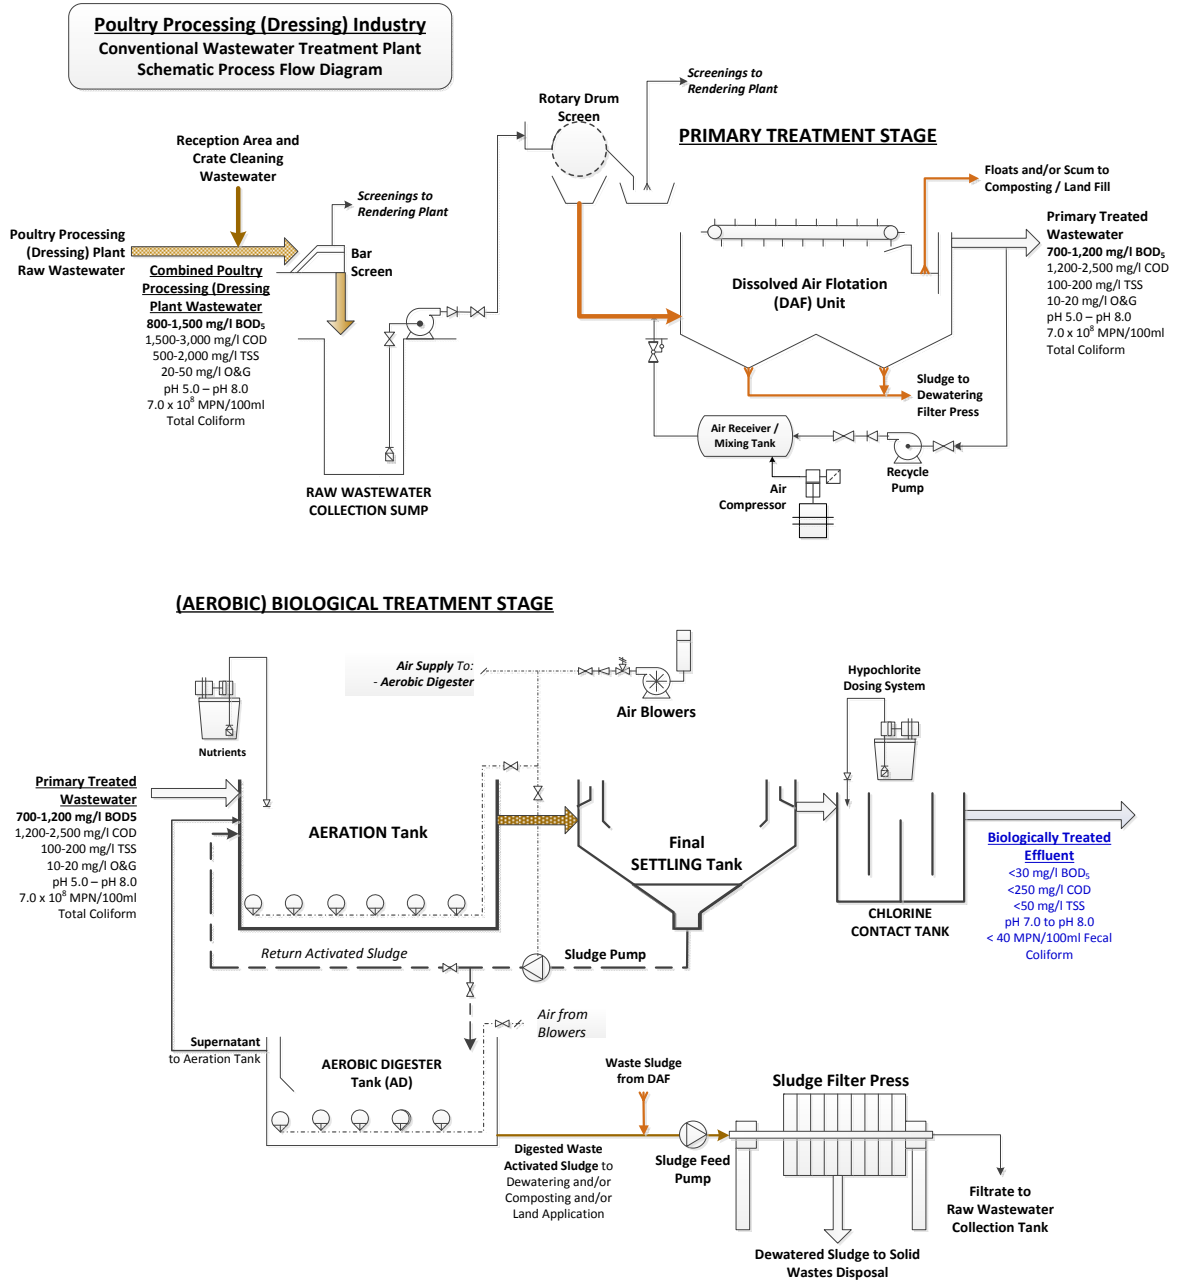 Poultry Processing (Dressing) Industry
Conventional Wastewater Treatment Plant
Schematic Process Flow Diagram
Screenings to
Rendering Plant
Rotary Drum
Screen
PRIMARY TREATMENT STAGE
Reception Area and
Crate Cleaning
Wastewater
Screenings to
Rendering Plant
Floats and/or Scum to
Composting / Land Fill
Poultry Processing
(Dressing) Plant
Raw Wastewater
Bar
Screen
Combined Poultry
Processing (Dressing
Plant Wastewater
800-1,500 mg/l BOD₅
1,500-3,000 mg/l COD
500-2,000 mg/l TSS
20-50 mg/l O&G
pH 5.0 – pH 8.0
7.0 x 10⁸ MPN/100ml
Total Coliform
RAW WASTEWATER
COLLECTION SUMP
Dissolved Air Flotation
(DAF) Unit
Primary Treated
Wastewater
700-1,200 mg/l BOD₅
1,200-2,500 mg/l COD
100-200 mg/l TSS
10-20 mg/l O&G
pH 5.0 – pH 8.0
7.0 x 10⁸ MPN/100ml
Total Coliform
Sludge to
Dewatering
Filter Press
Air Receiver /
Mixing Tank
Recycle
Pump
Air
Compressor
(AEROBIC) BIOLOGICAL TREATMENT STAGE
Air Supply To:
- Aerobic Digester
Air Blowers
Hypochlorite
Dosing System
Nutrients
Primary Treated
Wastewater
700-1,200 mg/l BOD5
1,200-2,500 mg/l COD
100-200 mg/l TSS
10-20 mg/l O&G
pH 5.0 – pH 8.0
7.0 x 10⁸ MPN/100ml
Total Coliform
AERATION Tank
Final
SETTLING Tank
CHLORINE
CONTACT TANK
Biologically Treated
Effluent
<30 mg/l BOD₅
<250 mg/l COD
<50 mg/l TSS
pH 7.0 to pH 8.0
< 40 MPN/100ml Fecal
Coliform
Return Activated Sludge
Sludge Pump
Air from
Blowers
Supernatant
to Aeration Tank
AEROBIC DIGESTER
Tank (AD)
Waste Sludge
from DAF
Sludge Filter Press
Digested Waste
Activated Sludge to
Dewatering and/or
Composting and/or
Land Application
Sludge Feed
Pump
Filtrate to
Raw Wastewater
Collection Tank
Dewatered Sludge to Solid
Wastes Disposal